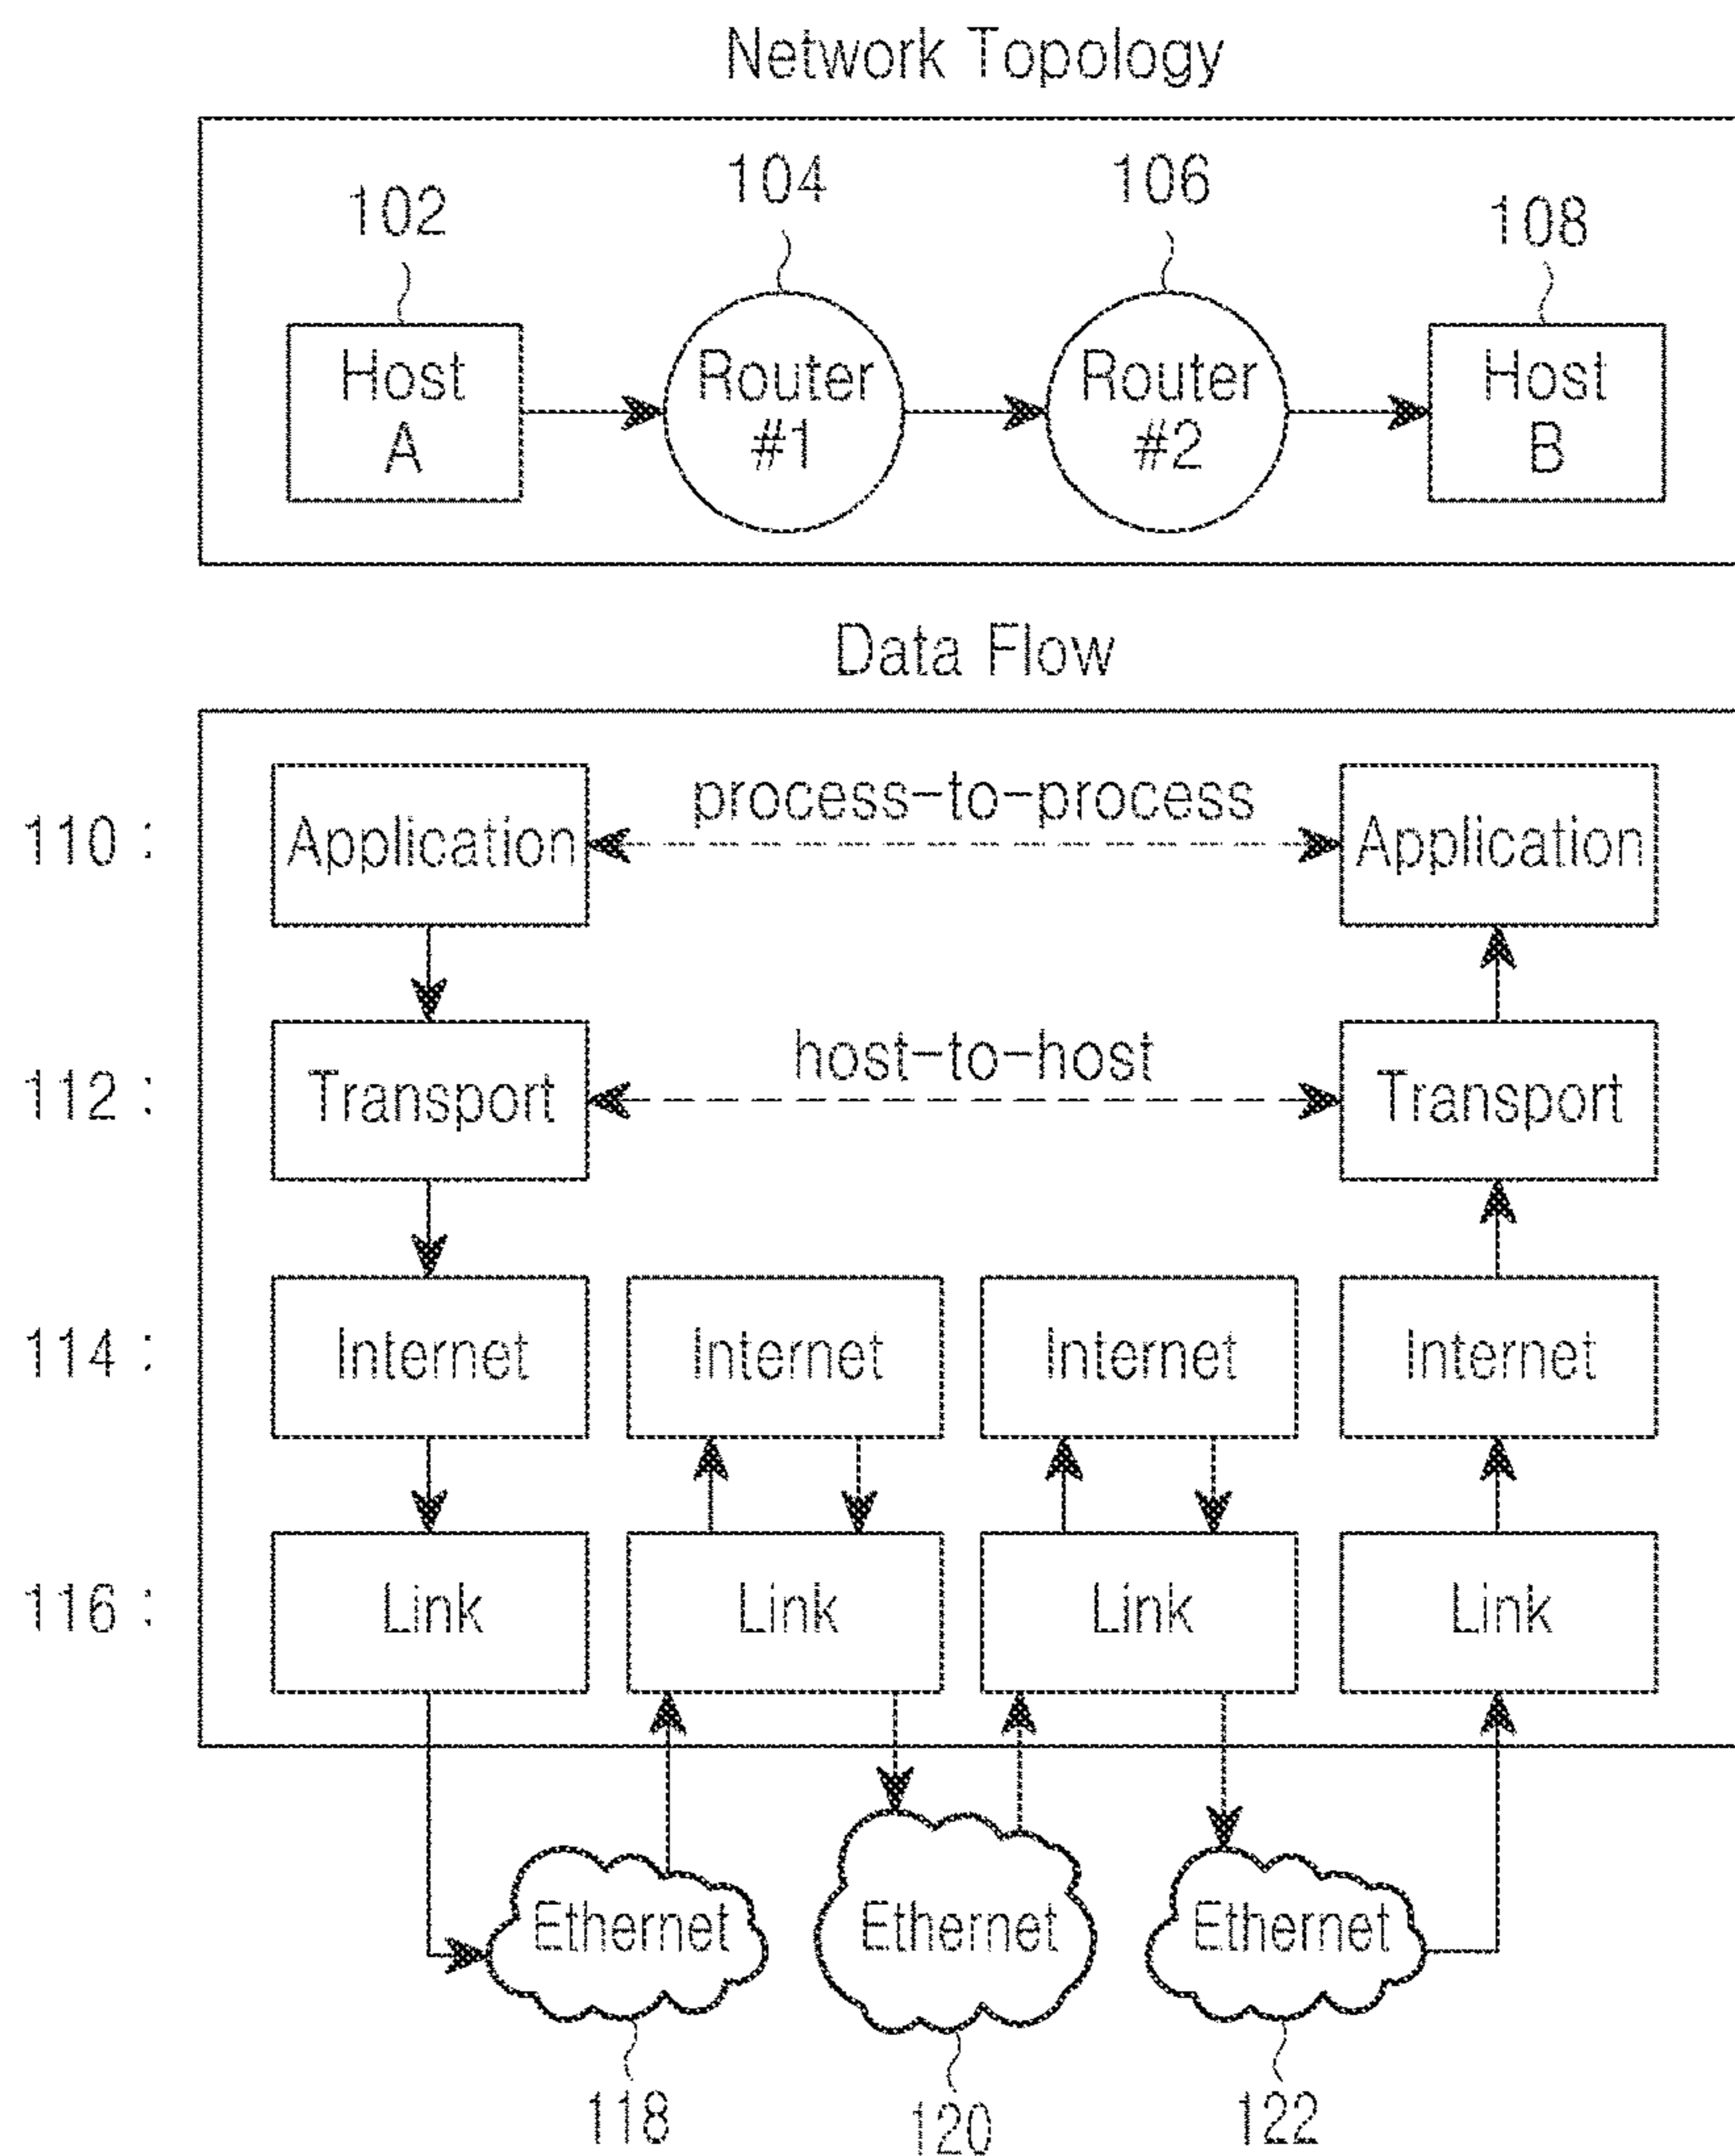 Network Topology
102
104
106
108
Host
A
Router
#1
Router
#2
Host
B
Data Flow
110 :
Application
process-to-process
Application
112 :
Transport
host-to-host
Transport
114 :
Internet
Internet
Internet
Internet
116 :
Link
Link
Link
Link
Ethernet
Ethernet
Ethernet
118
120
122